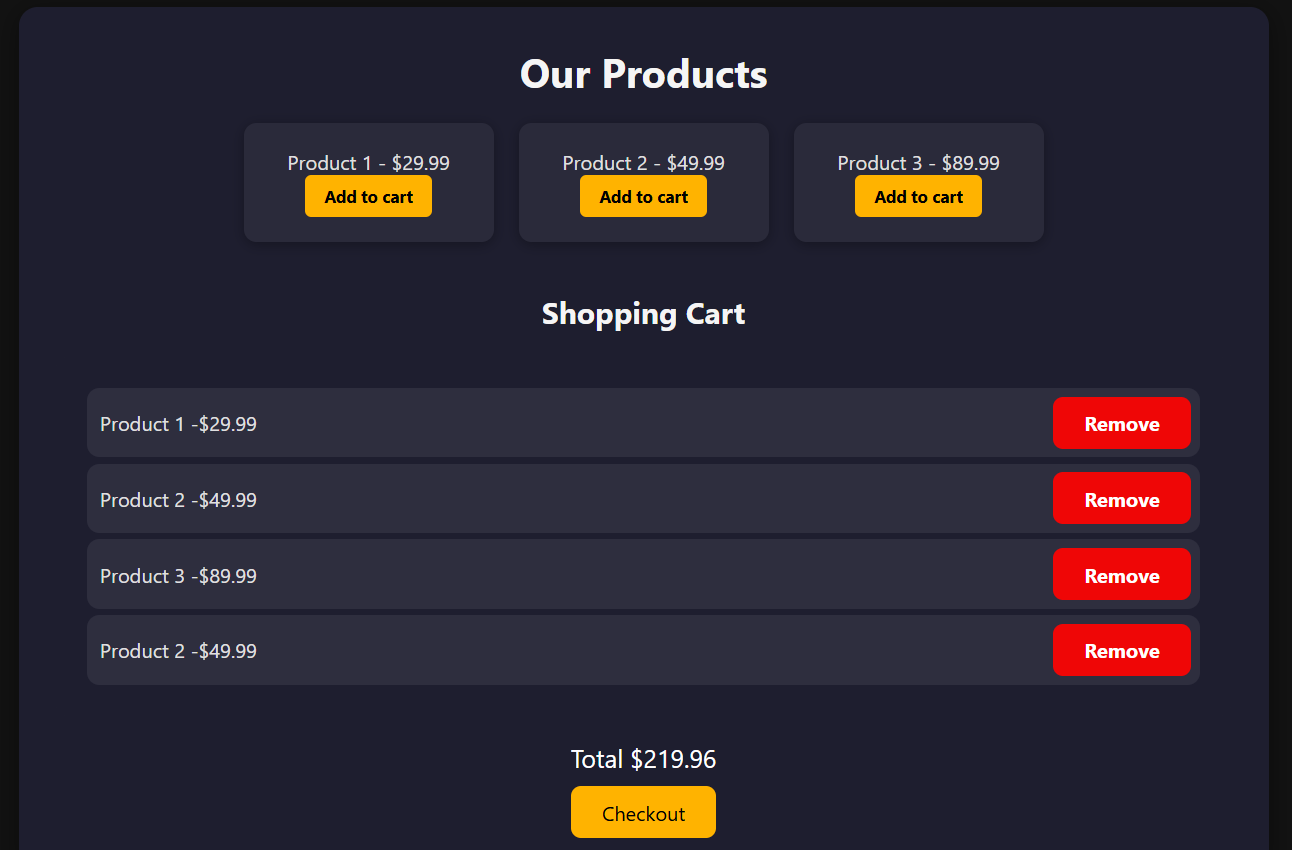 Our Products
Product 1 - $29.99
Add to cart
Product 2 - $49.99
Add to cart
Product 3 - $89.99
Add to cart
Shopping Cart
Product 1 -$29.99
Remove
Product 2 -$49.99
Remove
Product 3 -$89.99
Remove
Product 2 -$49.99
Remove
Total $219.96
Checkout